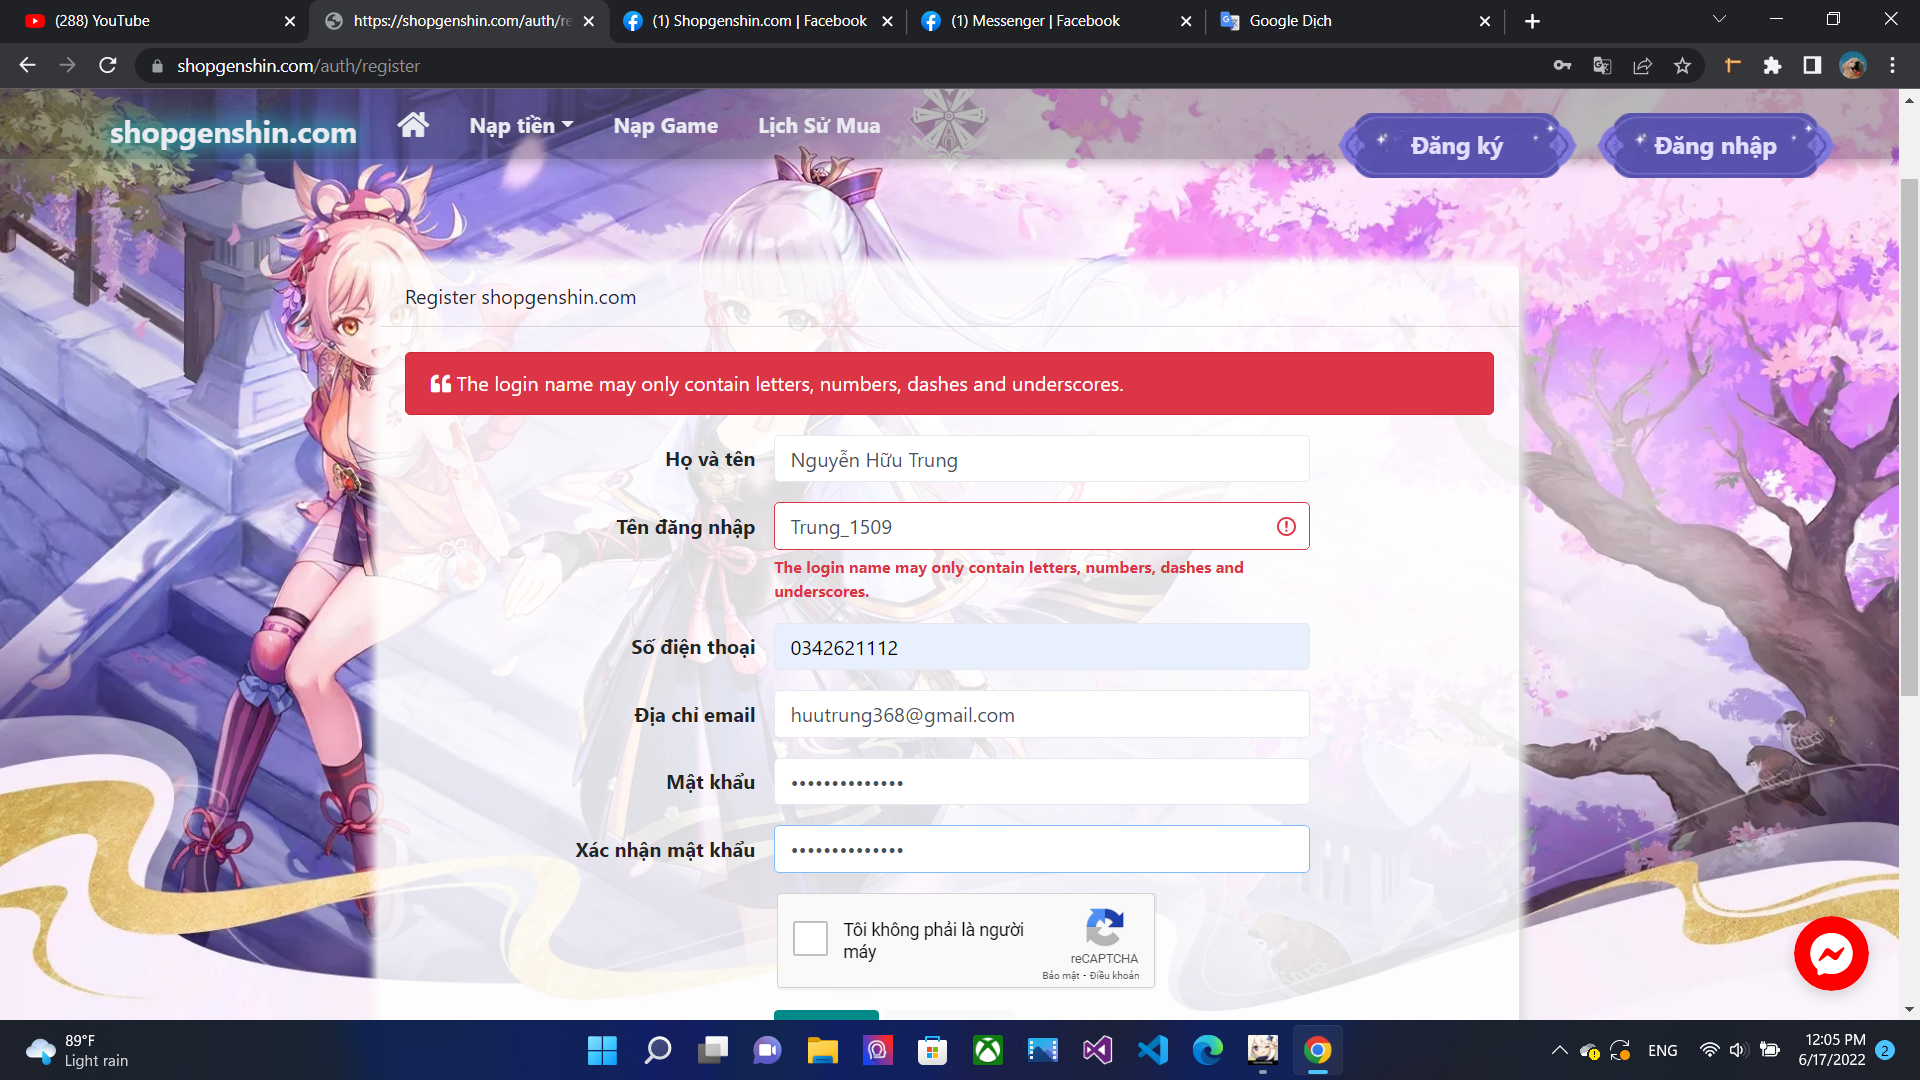 (288) YouTube
https://shopgenshin.com/auth/re
(1) Shopgenshin.com | Facebook
(1) Messenger | Facebook
Google Dịch
shopgenshin.com/auth/register
shopgenshin.com
Nạp tiền
Nạp Game
Lịch Sử Mua
Đăng ký
Đăng nhập
Register shopgenshin.com
The login name may only contain letters, numbers, dashes and underscores.
Họ và tên
Nguyễn Hữu Trung
Tên đăng nhập
Trung_1509
The login name may only contain letters, numbers, dashes and
underscores.
Số điện thoại
0342621112
Địa chỉ email
huutrung368@gmail.com
Mật khẩu
••••••••••••••
Xác nhận mật khẩu
••••••••••••••
Tôi không phải là người
máy
reCAPTCHA
Bảo mật - Điều khoản
89°F
Light rain
ENG
12:05 PM
6/17/2022
2